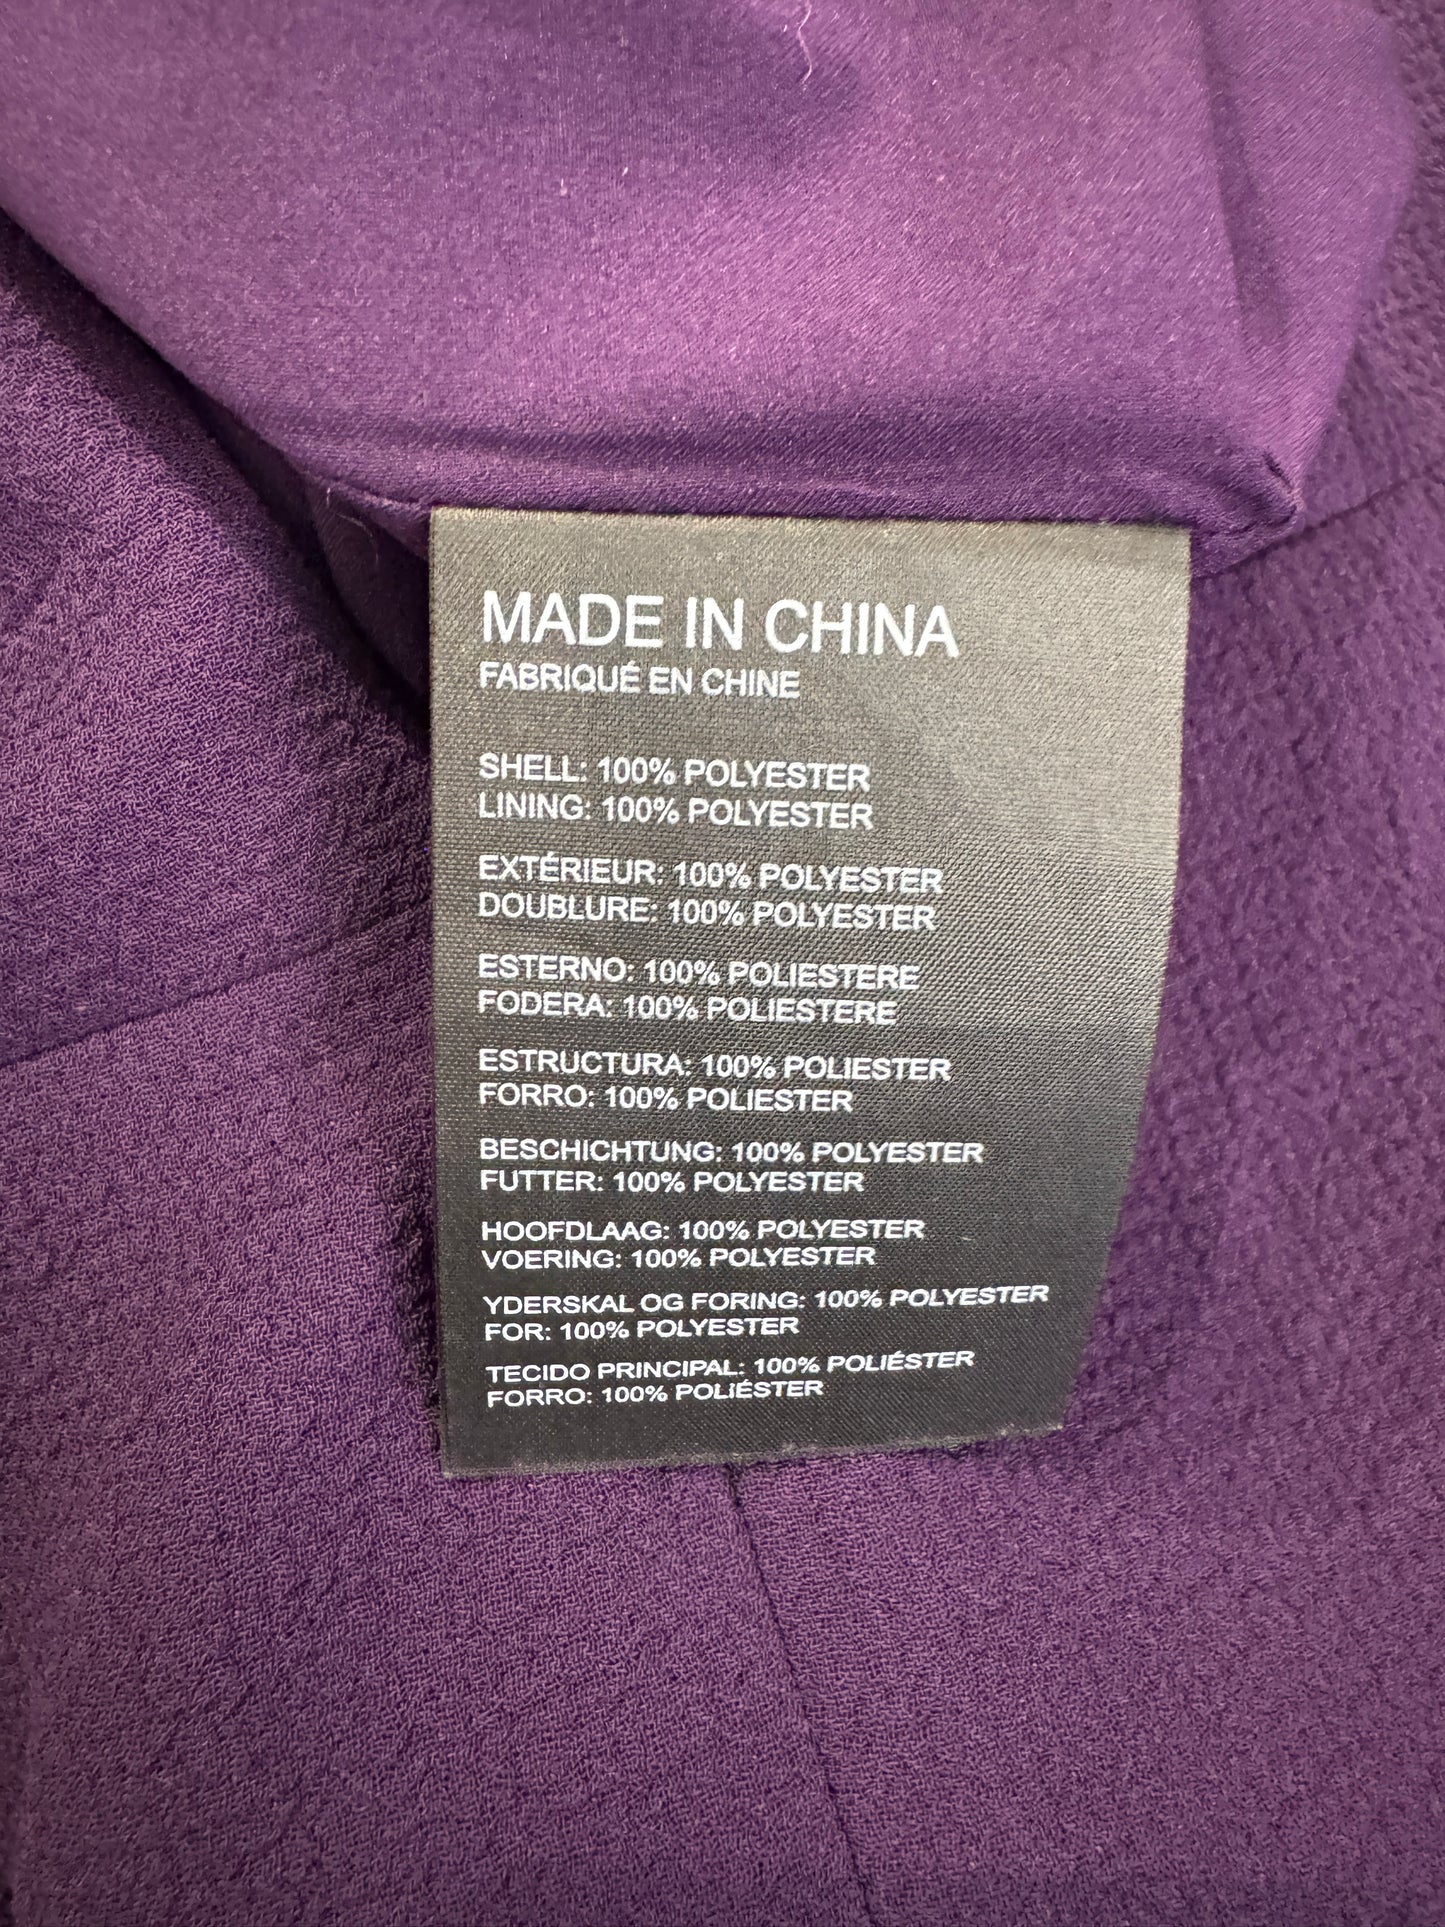 MADE IN CHINA
FABRIQUÉ EN CHINE
SHELL: 100% POLYESTER
LINING: 100% POLYESTER
EXTÉRIEUR: 100% POLYESTER
DOUBLURE: 100% POLYESTER
ESTERNO: 100% POLIESTERE
FODERA: 100% POLIESTERE
ESTRUCTURA: 100% POLIESTER
FORRO: 100% POLIESTER
BESCHICHTUNG: 100% POLYESTER
FUTTER: 100% POLYESTER
HOOFDLAAG: 100% POLYESTER
VOERING: 100% POLYESTER
YDERSKAL OG FORING: 100% POLYESTER
FOR: 100% POLYESTER
TECIDO PRINCIPAL: 100% POLIÉSTER
FORRO: 100% POLIÉSTER